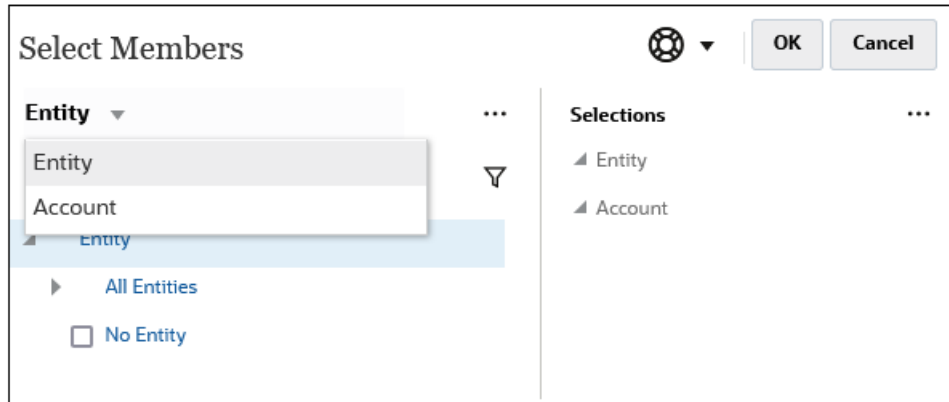 Select Members
OK
Cancel
Entity
Entity
Account
Entity
All Entities
No Entity
Selections
Entity
Account